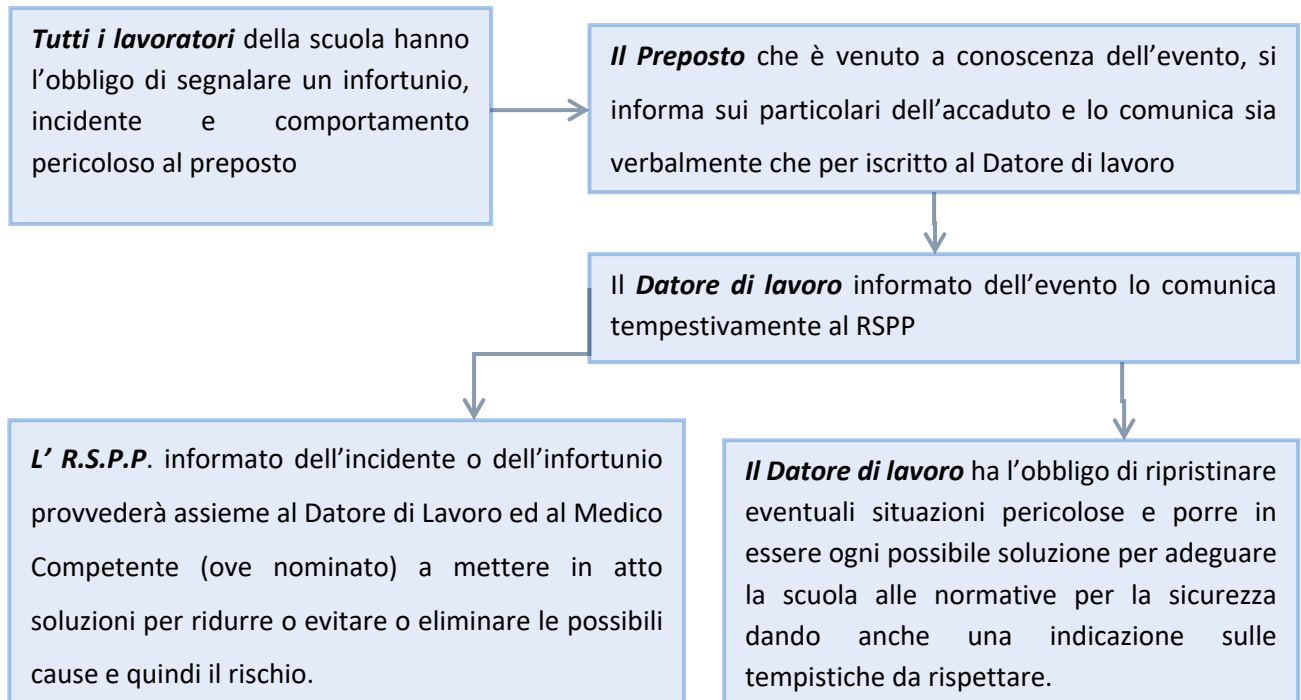 Tutti i lavoratori della scuola hanno
l’obbligo di segnalare un infortunio,
incidente e comportamento
pericoloso al preposto
Il Preposto che è venuto a conoscenza dell’evento, si
informa sui particolari dell’accaduto e lo comunica sia
verbalmente che per iscritto al Datore di lavoro
Il Datore di lavoro informato dell’evento lo comunica
tempestivamente al RSPP
L’ R.S.P.P. informato dell’incidente o dell’infortunio
provvederà assieme al Datore di Lavoro ed al Medico
Competente (ove nominato) a mettere in atto
soluzioni per ridurre o evitare o eliminare le possibili
cause e quindi il rischio.
Il Datore di lavoro ha l’obbligo di ripristinare
eventuali situazioni pericolose e porre in
essere ogni possibile soluzione per adeguare
la scuola alle normative per la sicurezza
dando anche una indicazione sulle
tempistiche da rispettare.